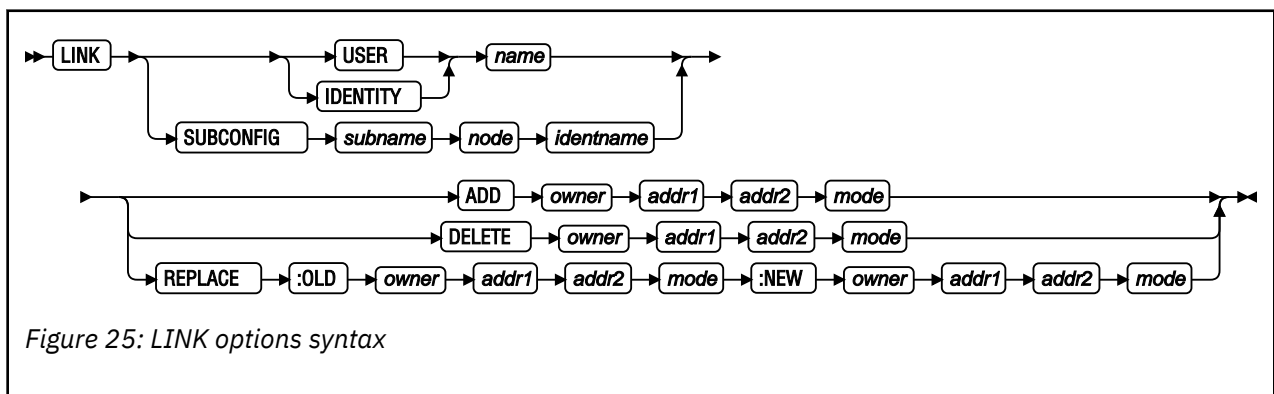 LINK USER name
IDENTITY
SUBCONFIG subname node identname
ADD owner addr1 addr2 mode
DELETE owner addr1 addr2 mode
REPLACE :OLD owner addr1 addr2 mode :NEW owner addr1 addr2 mode
Figure 25: LINK options syntax